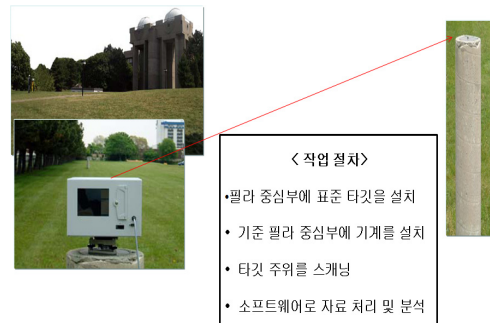 < 작업 절차>
•필라 중심부에 표준 타깃을 설치
• 기준 필라 중심부에 기계를 설치
• 타깃 주위를 스캐닝
• 소프트웨어로 자료 처리 및 분석